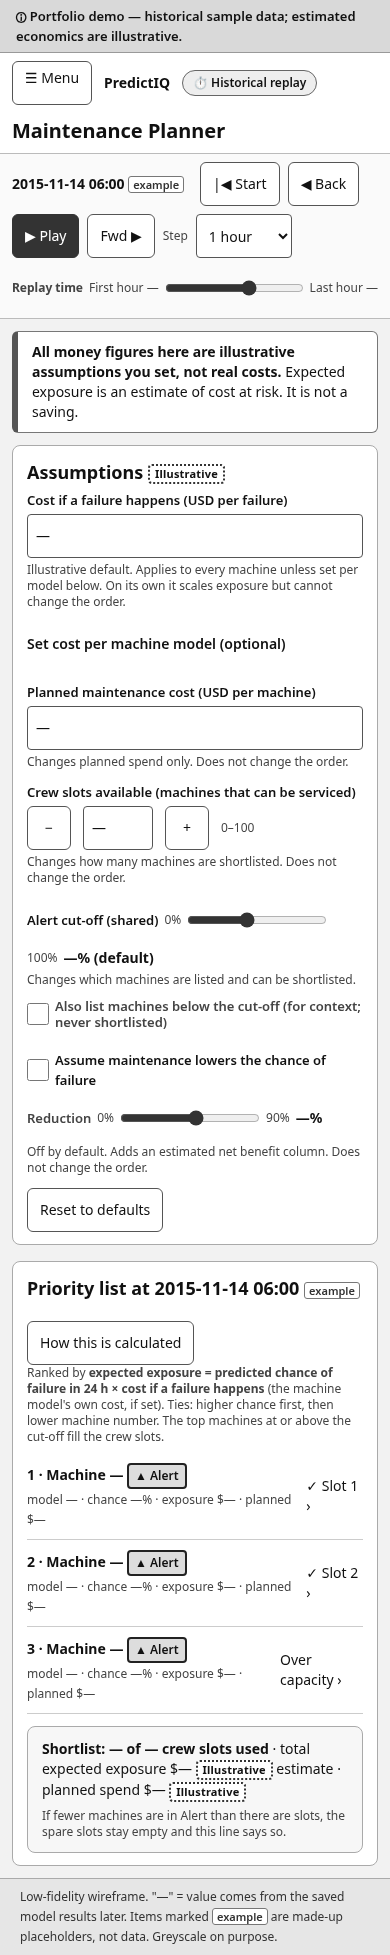 ⓘ Portfolio demo — historical sample data; estimated
economics are illustrative.
☰ Menu PredictIQ ⏱ Historical replay
Maintenance Planner
2015-11-14 06:00 example |◀ Start ◀ Back
▶ Play Fwd ▶ Step 1 hour
Replay time First hour — Last hour —
All money figures here are illustrative
assumptions you set, not real costs. Expected
exposure is an estimate of cost at risk. It is not a
saving.
Assumptions Illustrative
Cost if a failure happens (USD per failure)
—
Illustrative default. Applies to every machine unless set per
model below. On its own it scales exposure but cannot
change the order.
Set cost per machine model (optional)
Planned maintenance cost (USD per machine)
—
Changes planned spend only. Does not change the order.
Crew slots available (machines that can be serviced)
− — + 0–100
Changes how many machines are shortlisted. Does not
change the order.
Alert cut-off (shared) 0%
100% —% (default)
Changes which machines are listed and can be shortlisted.
Also list machines below the cut-off (for context;
never shortlisted)
Assume maintenance lowers the chance of
failure
Reduction 0% 90% —%
Off by default. Adds an estimated net benefit column. Does
not change the order.
Reset to defaults
Priority list at 2015-11-14 06:00 example
How this is calculated
Ranked by expected exposure = predicted chance of
failure in 24 h × cost if a failure happens (the machine
model's own cost, if set). Ties: higher chance first, then
lower machine number. The top machines at or above the
cut-off fill the crew slots.
1 · Machine — ▲ Alert
model — · chance —% · exposure $— · planned
$—
✓ Slot 1
›
2 · Machine — ▲ Alert
model — · chance —% · exposure $— · planned
$—
✓ Slot 2
›
3 · Machine — ▲ Alert
model — · chance —% · exposure $— ·
planned $—
Over
capacity ›
Shortlist: — of — crew slots used · total
expected exposure $— Illustrative estimate ·
planned spend $— Illustrative
If fewer machines are in Alert than there are slots, the
spare slots stay empty and this line says so.
Low-fidelity wireframe. "—" = value comes from the saved
model results later. Items marked example are made-up
placeholders, not data. Greyscale on purpose.